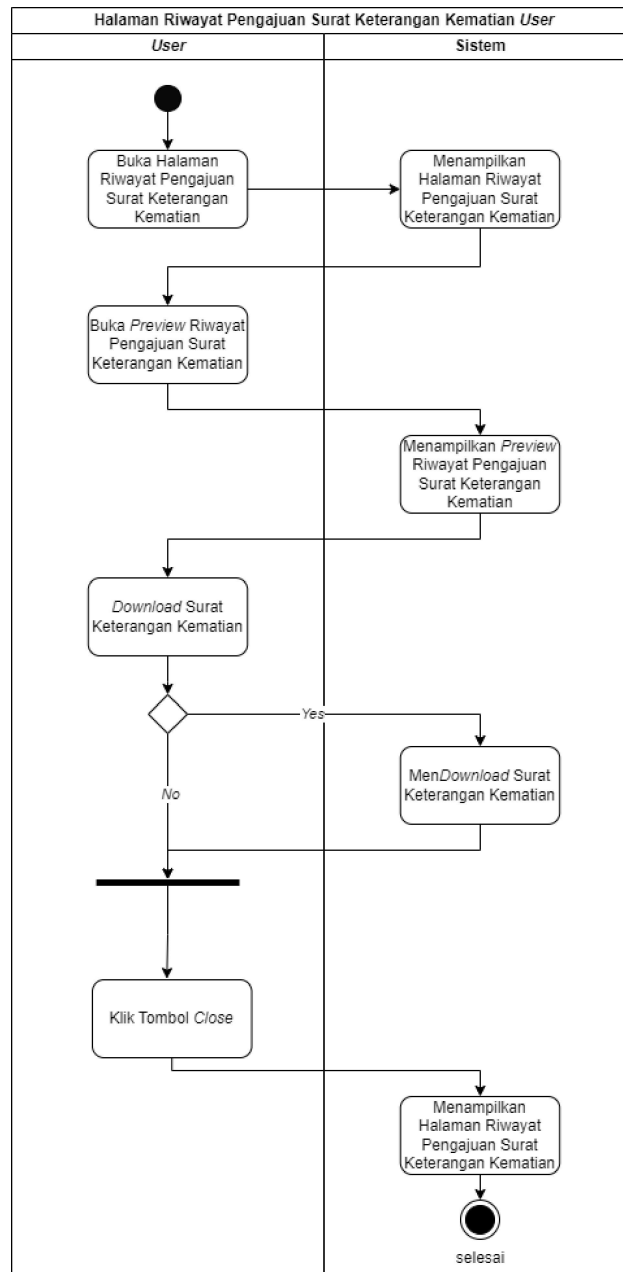 Halaman Riwayat Pengajuan Surat Keterangan Kematian User
User
Sistem
Buka Halaman
Riwayat Pengajuan
Surat Keterangan
Kematian
Menampilkan
Halaman Riwayat
Pengajuan Surat
Keterangan Kematian
Buka Preview Riwayat
Pengajuan Surat
Keterangan Kematian
Menampilkan Preview
Riwayat Pengajuan
Surat Keterangan
Kematian
Download Surat
Keterangan Kematian
Yes
MenDownload Surat
Keterangan Kematian
No
Klik Tombol Close
Menampilkan
Halaman Riwayat
Pengajuan Surat
Keterangan Kematian
selesai